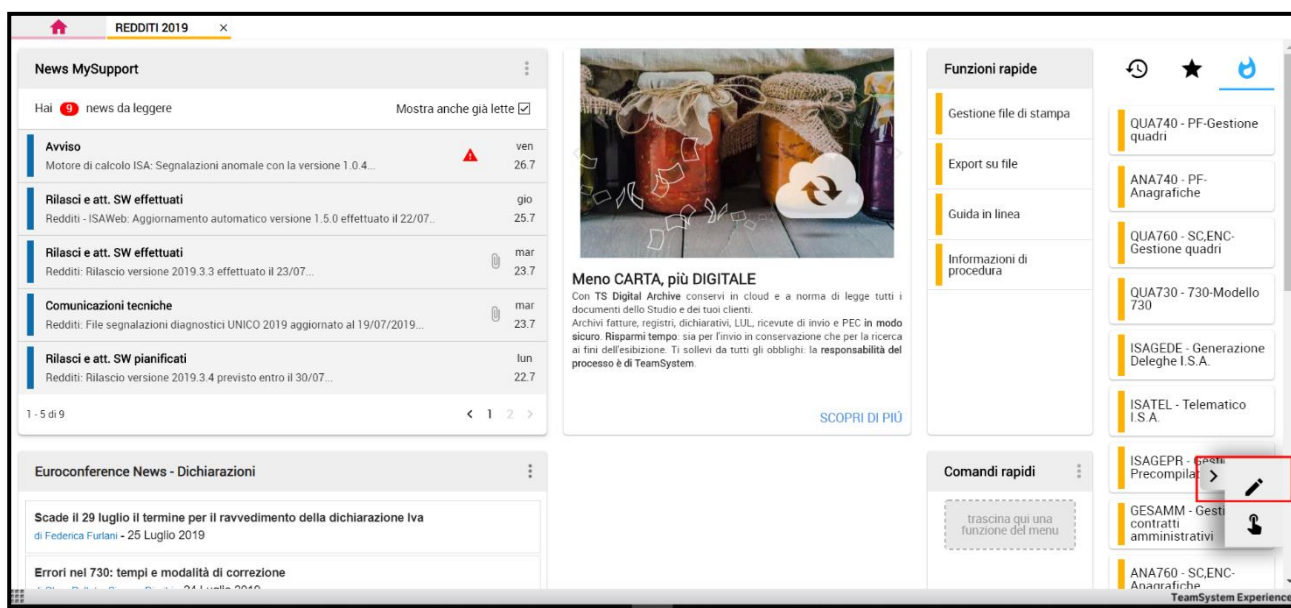 REDDITI 2019 ×
News MySupport
Hai 9 news da leggere
Mostra anche già lette
Avviso
Motore di calcolo ISA: Segnalazioni anomale con la versione 1.0.4...
ven
26.7
Rilasci e att. SW effettuati
Redditi - ISAWeb: Aggiornamento automatico versione 1.5.0 effettuato il 22/07..
gio
25.7
Rilasci e att. SW effettuati
Redditi: Rilascio versione 2019.3.3 effettuato il 23/07...
mar
23.7
Comunicazioni tecniche
Redditi: File segnalazioni diagnostici UNICO 2019 aggiornato al 19/07/2019...
mar
23.7
Rilasci e att. SW pianificati
Redditi: Rilascio versione 2019.3.4 previsto entro il 30/07...
lun
22.7
1 - 5 di 9
< 1 2 >
Euroconference News - Dichiarazioni
Scade il 29 luglio il termine per il ravvedimento della dichiarazione Iva
di Federica Furlani - 25 Luglio 2019
Errori nel 730: tempi e modalità di correzione
Meno CARTA, più DIGITALE
Con TS Digital Archive conservi in cloud e a norma di legge tutti i
documenti dello Studio e dei tuoi clienti.
Archivi fatture, registri, dichiarativi, LUL, ricevute di invio e PEC in modo
sicuro. Risparmi tempo: sia per l'invio in conservazione che per la ricerca
ai fini dell'esibizione. Ti sollevi da tutti gli obblighi: la responsabilità del
processo è di TeamSystem.
SCOPRI DI PIÚ
Funzioni rapide
Gestione file di stampa
Export su file
Guida in linea
Informazioni di
procedura
Comandi rapidi
trascina qui una
funzione del menu
QUA740 - PF-Gestione
quadri
ANA740 - PF-
Anagrafiche
QUA760 - SC,ENC-
Gestione quadri
QUA730 - 730-Modello
730
ISAGEDE - Generazione
Deleghe I.S.A.
ISATEL - Telematico
I.S.A.
ISAGEPR - Gesti
Precompilat
GESAMM - Gesti
contratti
amministrativi
ANA760 - SC,ENC-
Anagrafiche
TeamSystem Experience